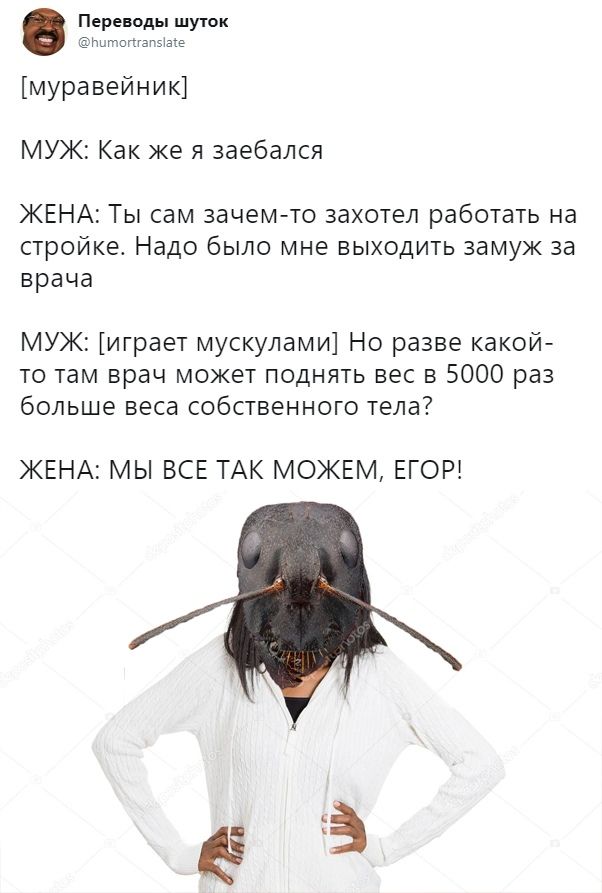 Переводы шуток
@humortranslate
[муравейник]
МУЖ: Как же я заебался
ЖЕНА: Ты сам зачем-то захотел работать на
стройке. Надо было мне выходить замуж за
врача
МУЖ: [играет мускулами] Но разве какой-
то там врач может поднять вес в 5000 раз
больше веса собственного тела?
ЖЕНА: МЫ ВСЕ ТАК МОЖЕМ, ЕГОР!
depositphotos